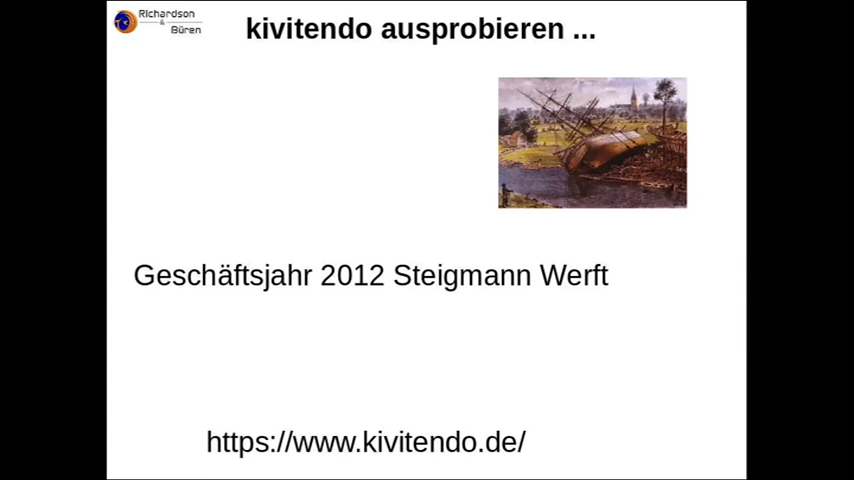 Richardson
&
Büren
kivitendo ausprobieren ...
Geschäftsjahr 2012 Steigmann Werft
https://www.kivitendo.de/